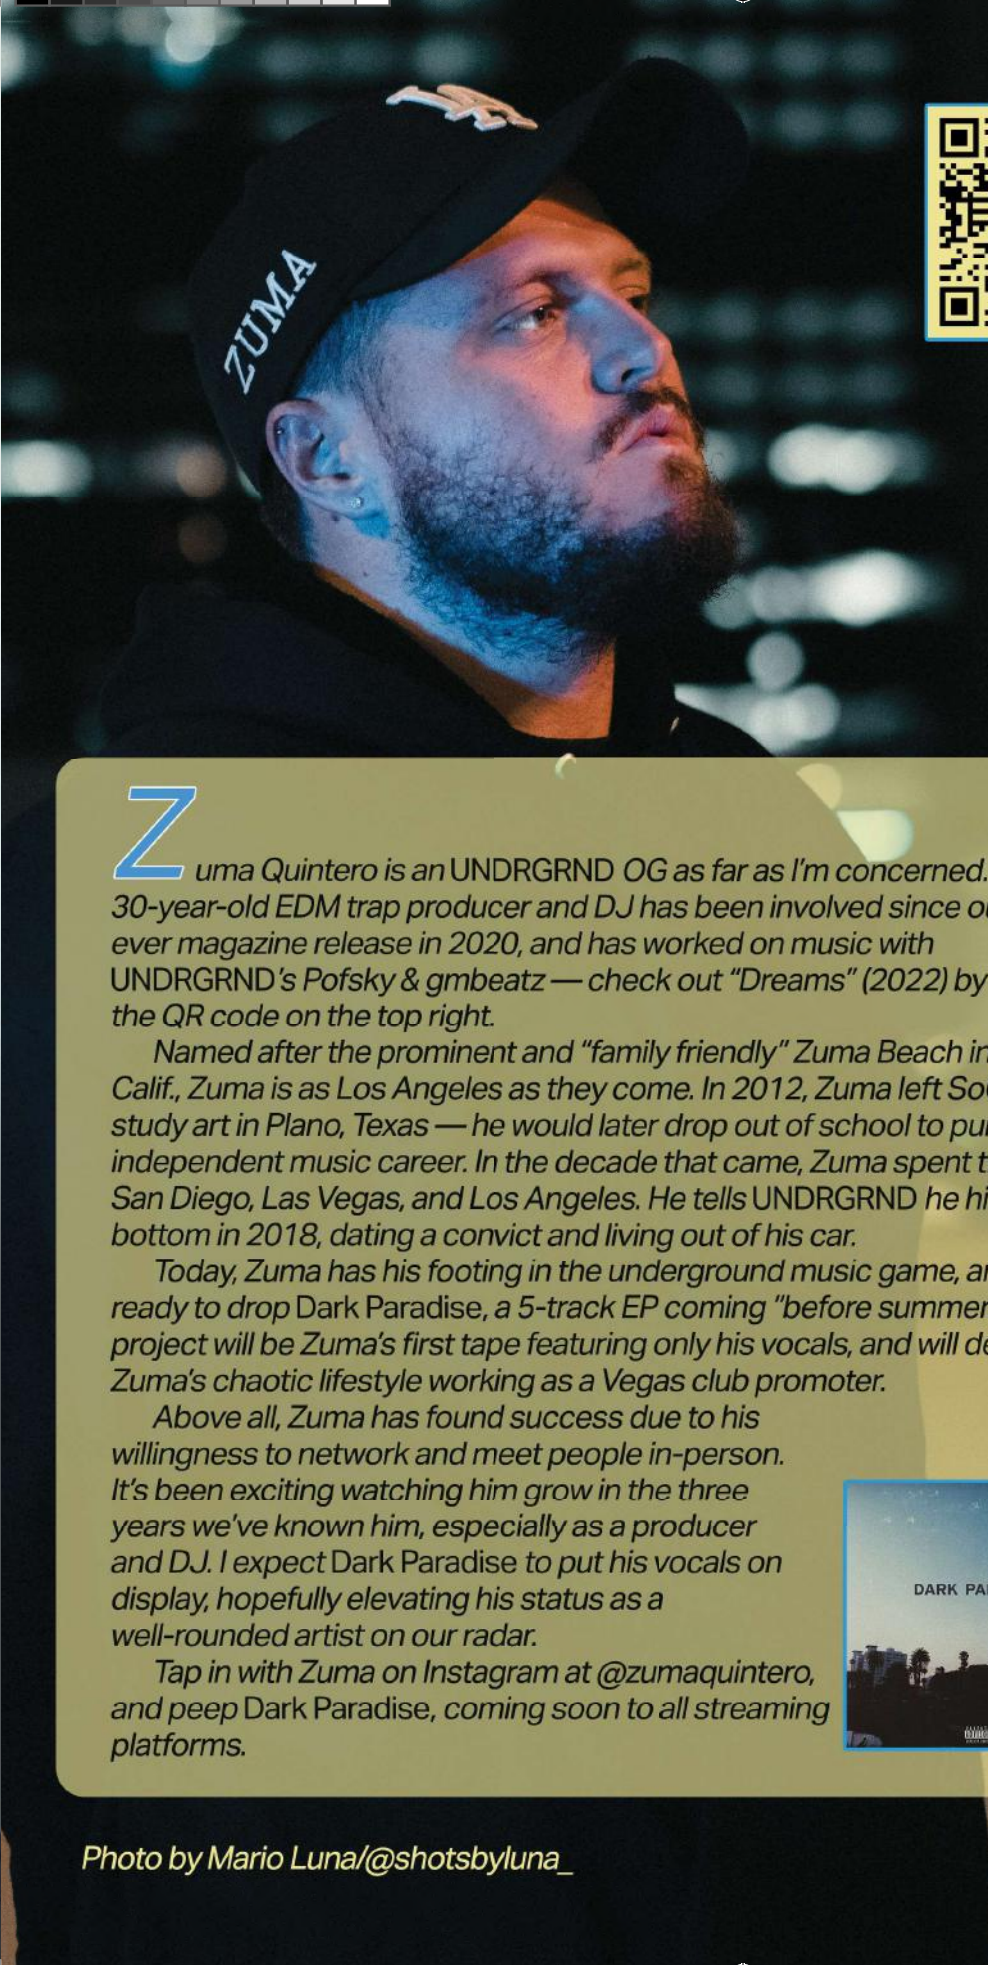 ZUMA
Zuma Quintero is an UNDRGRND OG as far as I'm concerned.
30-year-old EDM trap producer and DJ has been involved since
ever magazine release in 2020, and has worked on music with
UNDRGRND's Pofsky & gmbeatz — check out "Dreams" (2022) by
the QR code on the top right.
Named after the prominent and "family friendly" Zuma Beach in
Calif., Zuma is as Los Angeles as they come. In 2012, Zuma left
study art in Plano, Texas — he would later drop out of school to
independent music career. In the decade that came, Zuma spent
San Diego, Las Vegas, and Los Angeles. He tells UNDRGRND he
bottom in 2018, dating a convict and living out of his car.
Today, Zuma has his footing in the underground music game,
ready to drop Dark Paradise, a 5-track EP coming "before summer
project will be Zuma's first tape featuring only his vocals, and will
Zuma's chaotic lifestyle working as a Vegas club promoter.
Above all, Zuma has found success due to his
willingness to network and meet people in-person.
It's been exciting watching him grow in the three
years we've known him, especially as a producer
and DJ. I expect Dark Paradise to put his vocals on
display, hopefully elevating his status as a
well-rounded artist on our radar.
DARK
Tap in with Zuma on Instagram at @zumaquintero,
and peep Dark Paradise, coming soon to all streaming
platforms.
Photo by Mario Luna/@shotsbyluna_